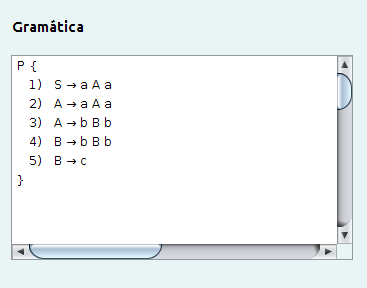 Gramática
P {
1) S → a A a
2) A → a A a
3) A → b B b
4) B → b B b
5) B → c
}